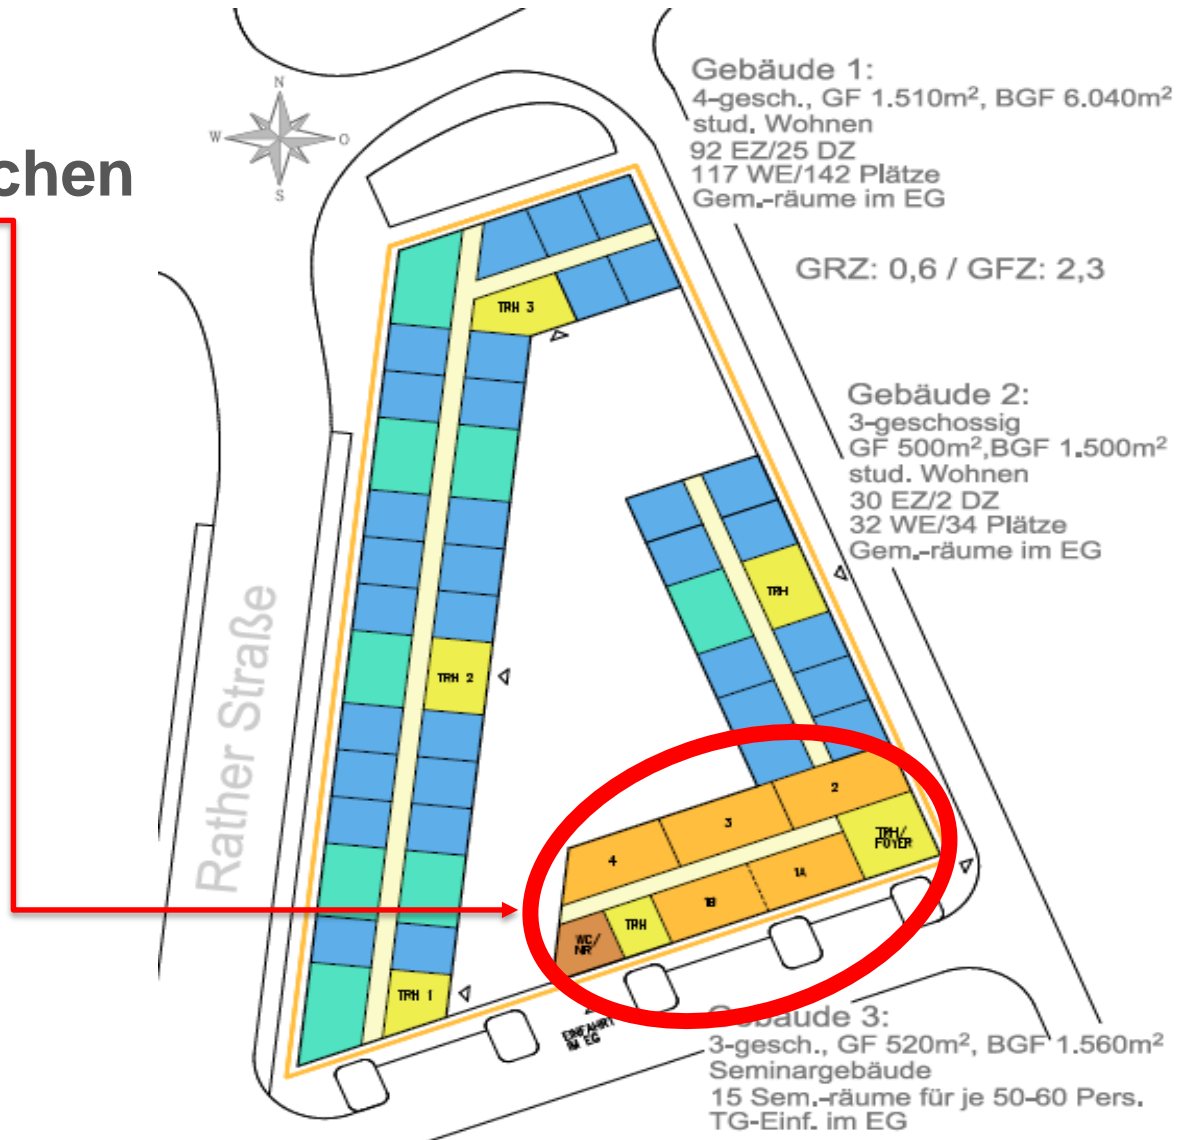 Gebäude 1:
4-gesch., GF 1.510m², BGF 6.040m²
stud. Wohnen
92 EZ/25 DZ
117 WE/142 Plätze
Gem.-räume im EG
N
W
O
S
chen
GRZ: 0,6 / GFZ: 2,3
TRH 3
Gebäude 2:
3-geschossig
GF 500m²,BGF 1.500m²
stud. Wohnen
30 EZ/2 DZ
32 WE/34 Plätze
Gem.-räume im EG
TRH
Rather Straße
TRH 2
2
3
4
TRH/
FOYER
1A
1B
TRH
WC/
NR
TRH 1
EINFAHRT
IM EG
Gebäude 3:
3-gesch., GF 520m², BGF 1.560m²
Seminargebäude
15 Sem.-räume für je 50-60 Pers.
TG-Einf. im EG